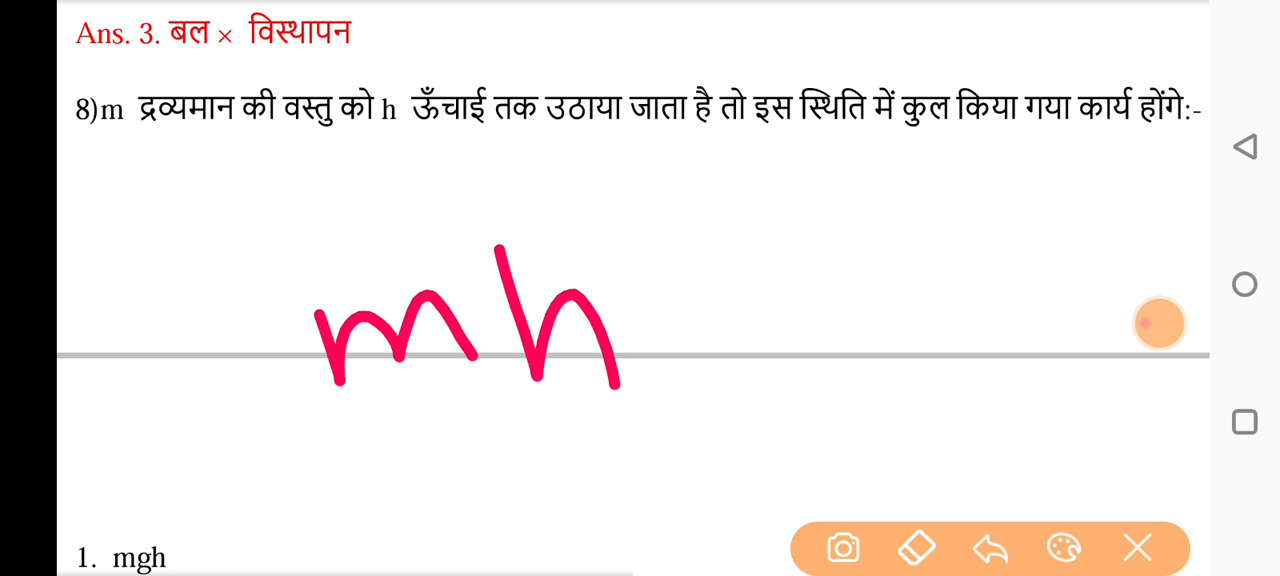 Ans. 3. बल × विस्थापन
8)m द्रव्यमान की वस्तु को h ऊँचाई तक उठाया जाता है तो इस स्थिति में कुल किया गया कार्य होंगे:-
mh
1. mgh